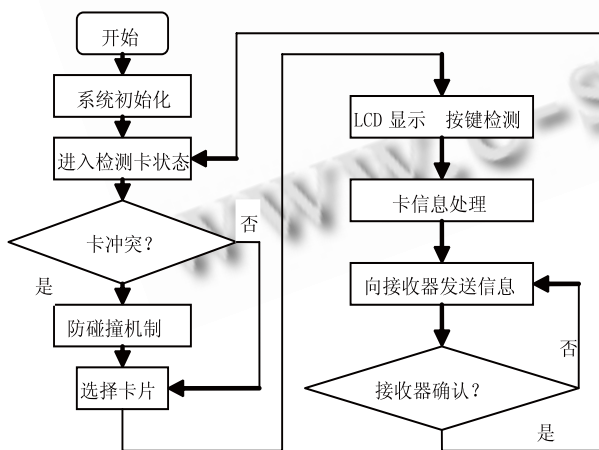 开始
系统初始化
进入检测卡状态
卡冲突？
否
是
防碰撞机制
选择卡片
LCD 显示 按键检测
卡信息处理
向接收器发送信息
否
接收器确认？
是
www.c-s